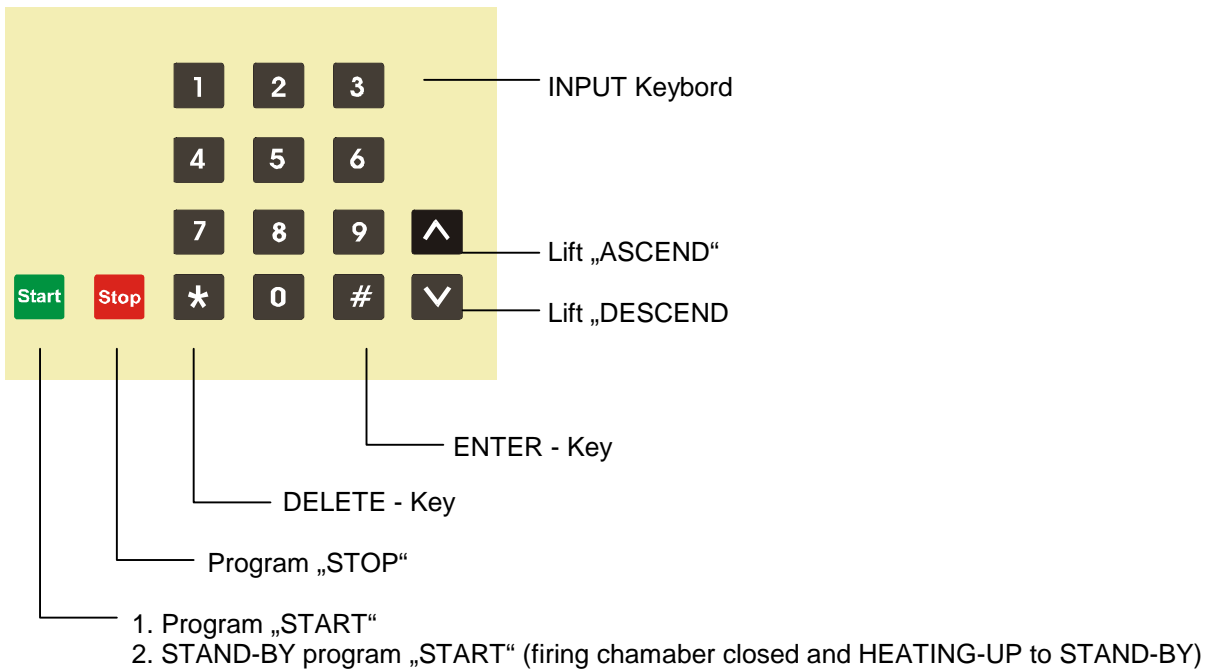 1 2 3 INPUT Keybord
4 5 6
7 8 9
Lift „ASCEND“
Start Stop * 0 #
Lift „DESCEND
ENTER - Key
DELETE - Key
Program „STOP“
1. Program „START“
2. STAND-BY program „START“ (firing chamaber closed and HEATING-UP to STAND-BY)